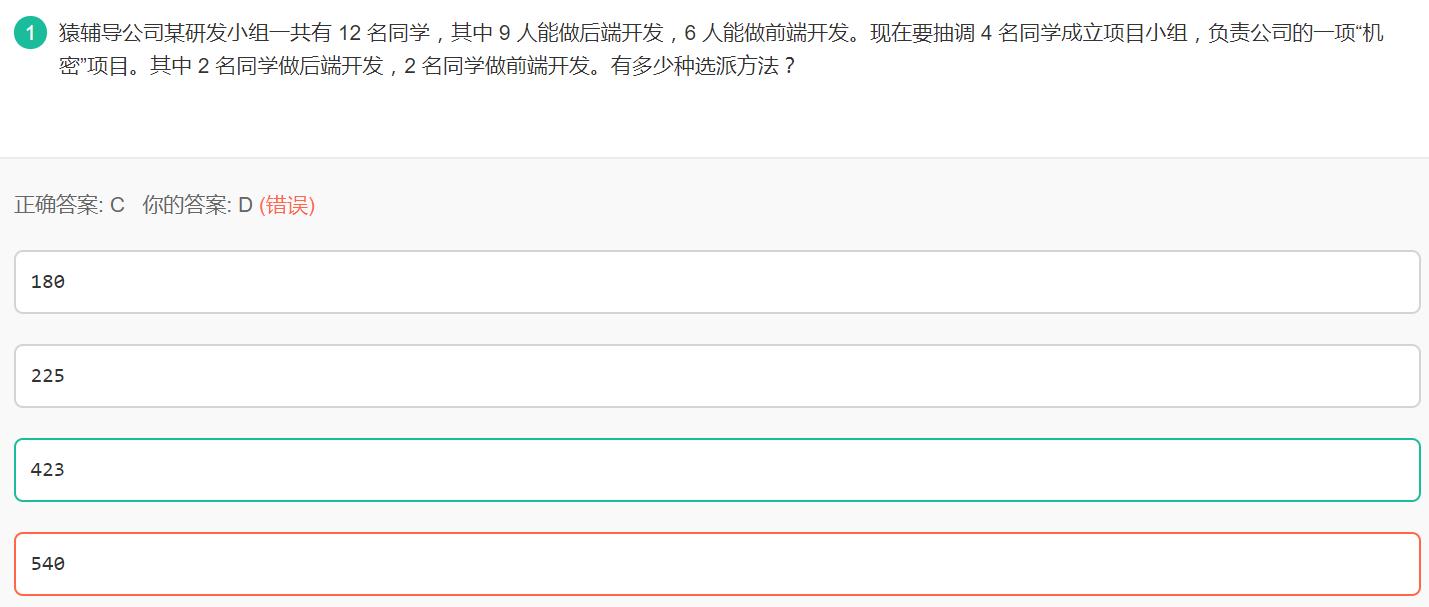 1 猿辅导公司某研发小组一共有 12 名同学，其中 9 人能做后端开发，6 人能做前端开发。现在要抽调 4 名同学成立项目小组，负责公司的一项“机
密”项目。其中 2 名同学做后端开发，2 名同学做前端开发。有多少种选派方法？
正确答案: C 你的答案: D (错误)
180
225
423
540